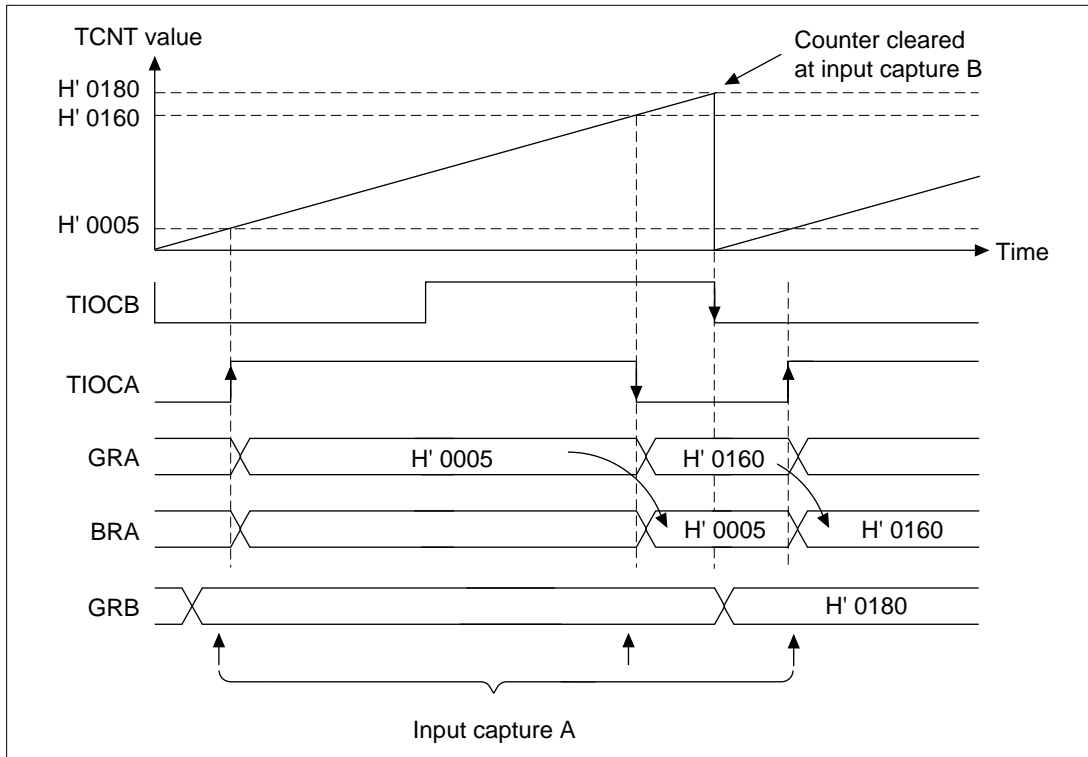 TCNT value
Counter cleared
at input capture B
H' 0180
H' 0160
H' 0005
Time
TIOCB
TIOCA
GRA
H' 0005
H' 0160
BRA
H' 0005
H' 0160
GRB
H' 0180
Input capture A